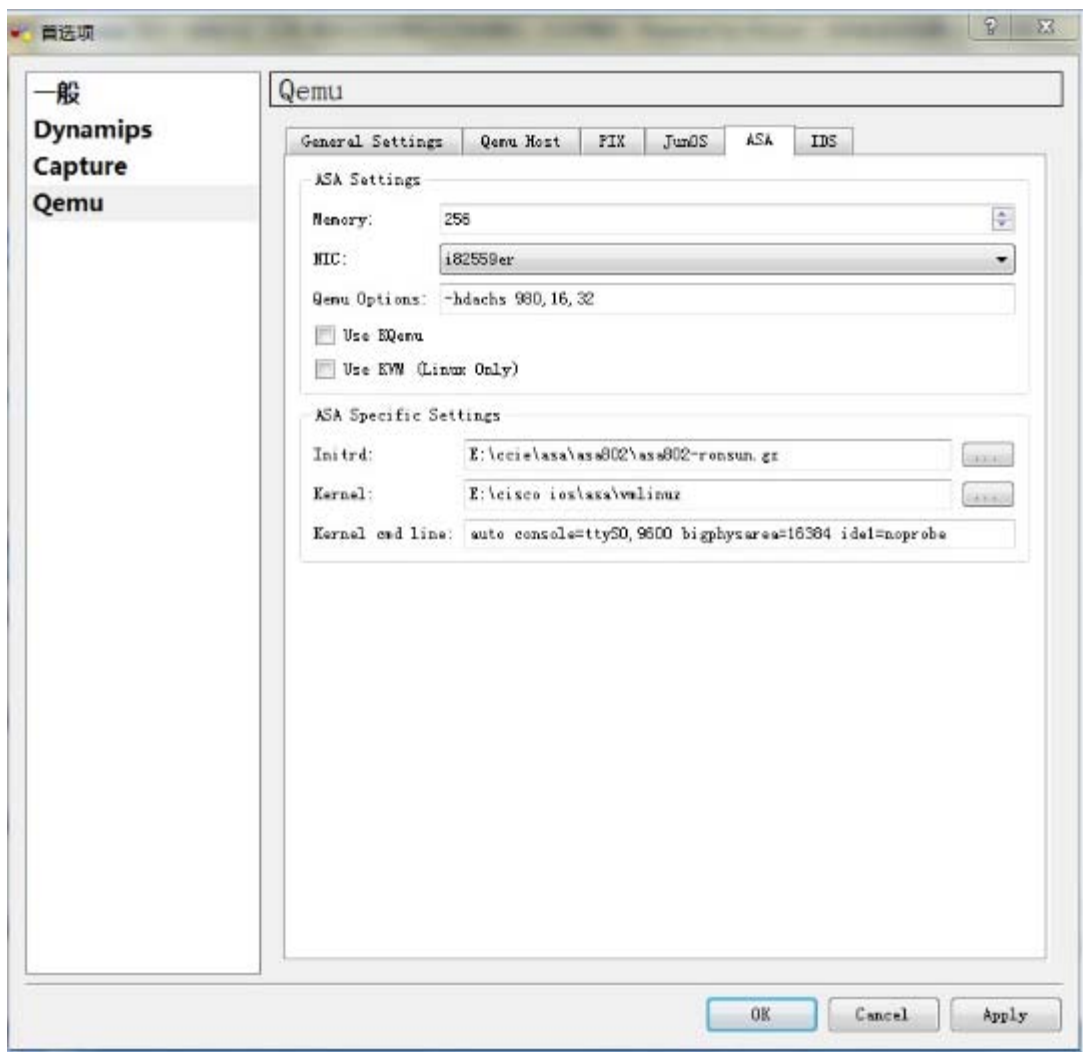 首选项
一般
Dynamips
Capture
Qemu
Qemu
General Settings Qemu Host PIX JunOS ASA IDS
ASA Settings
Memory: 256
NIC: i82559er
Qemu Options: -hdachs 980,16,32
Use KQemu
Use KVM (Linux Only)
ASA Specific Settings
Initrd: E:\ccie\asa\asa802\asa802-ronsun.gz ...
Kernel: E:\cisco ios\asa\vmlinuz ...
Kernel cmd line: auto console=ttyS0,9600 bigphysarea=16384 ide1=noprobe
OK Cancel Apply